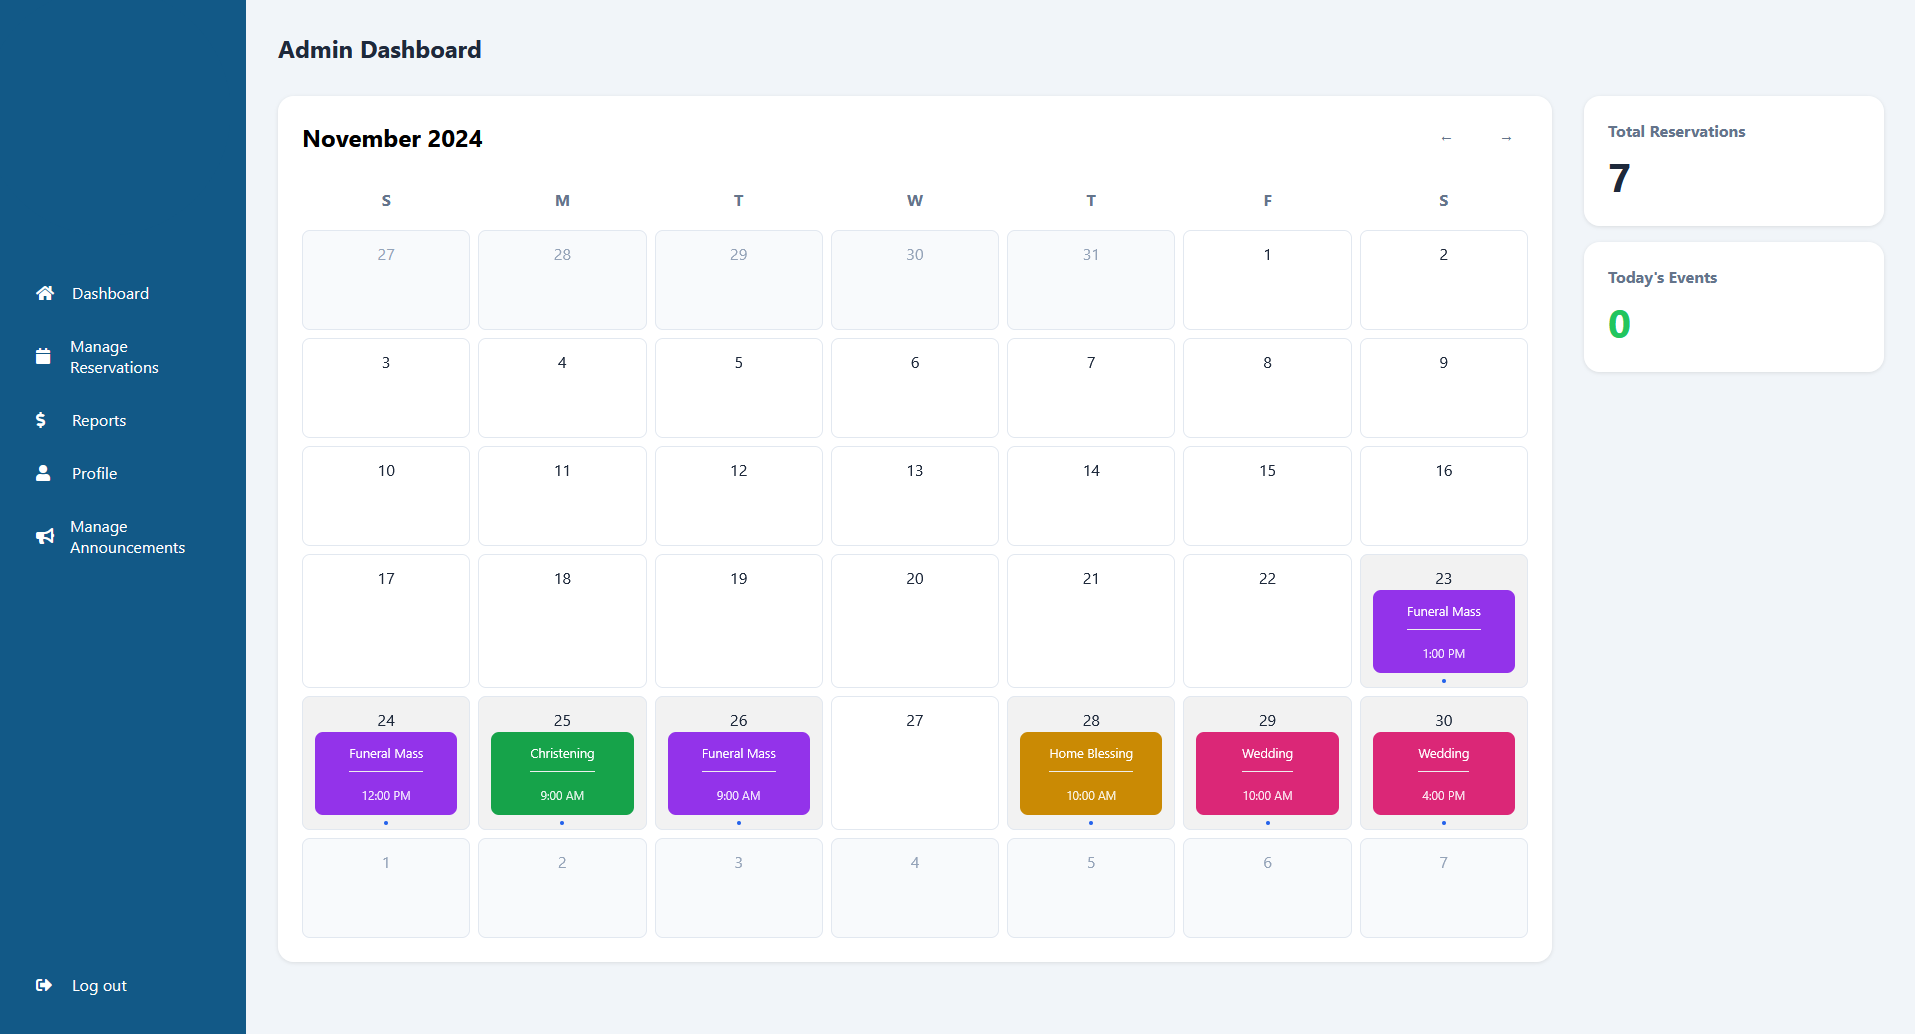 Admin Dashboard
Dashboard
Manage
Reservations
Reports
Profile
Manage
Announcements
Log out
November 2024
← →
S M T W T F S
27 28 29 30 31 1 2
3 4 5 6 7 8 9
10 11 12 13 14 15 16
17 18 19 20 21 22 23
Funeral Mass
1:00 PM
24 25 26 27 28 29 30
Funeral Mass Christening Funeral Mass Home Blessing Wedding Wedding
12:00 PM 9:00 AM 9:00 AM 10:00 AM 10:00 AM 4:00 PM
1 2 3 4 5 6 7
Total Reservations
7
Today's Events
0